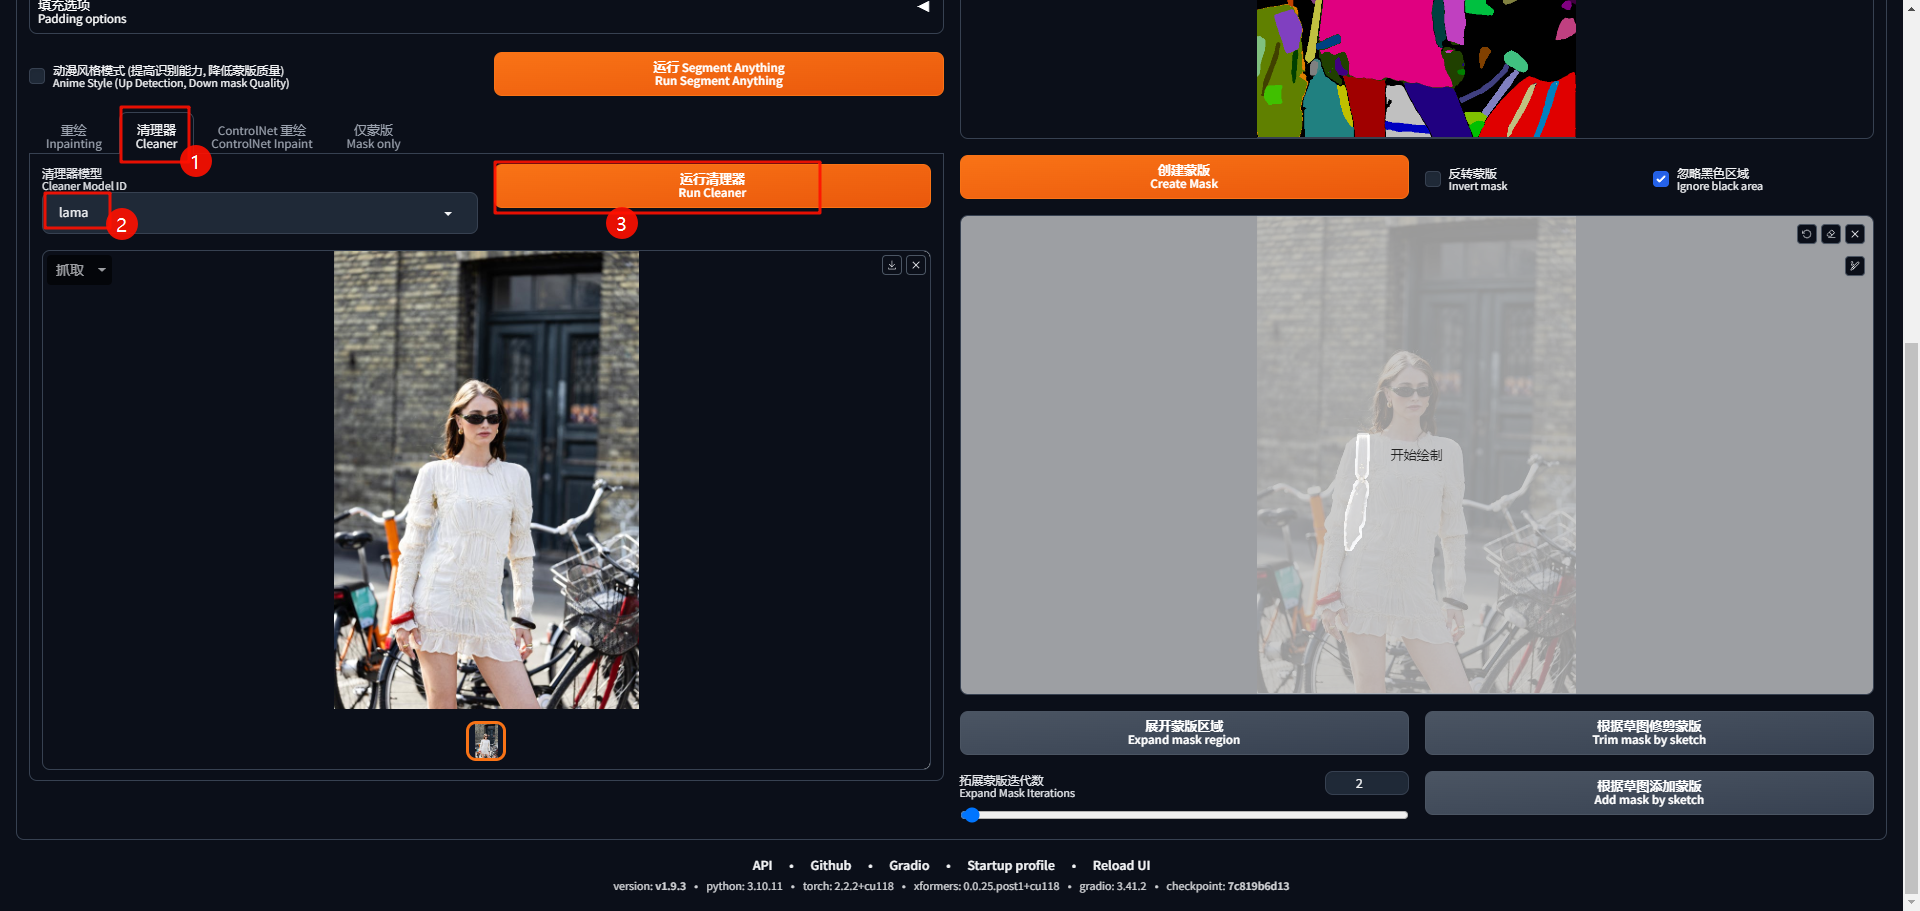 填充选项
Padding options
动漫风格模式 (提高识别能力, 降低蒙版质量)
Anime Style (Up Detection, Down mask Quality)
运行 Segment Anything
Run Segment Anything
重绘
Inpainting
清理器
Cleaner
ControlNet 重绘
ControlNet Inpaint
仅蒙版
Mask only
1
清理器模型
Cleaner Model ID
lama
2
运行清理器
Run Cleaner
3
抓取
创建蒙版
Create Mask
反转蒙版
Invert mask
忽略黑色区域
Ignore black area
开始绘制
展开蒙版区域
Expand mask region
根据草图修剪蒙版
Trim mask by sketch
拓展蒙版迭代数
Expand Mask Iterations
2
根据草图添加蒙版
Add mask by sketch
API • Github • Gradio • Startup profile • Reload UI
version: v1.9.3 • python: 3.10.11 • torch: 2.2.2+cu118 • xformers: 0.0.25.post1+cu118 • gradio: 3.41.2 • checkpoint: 7c819b6d13